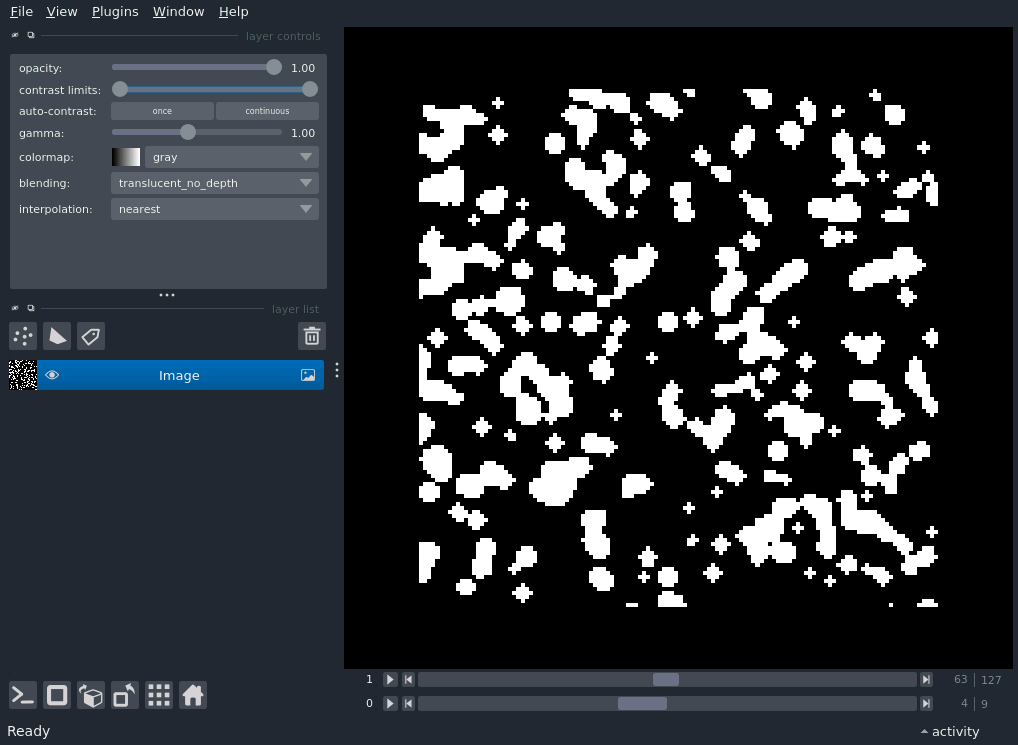 File View Plugins Window Help
layer controls
opacity: 1.00
contrast limits:
auto-contrast: once continuous
gamma: 1.00
colormap: gray
blending: translucent_no_depth
interpolation: nearest
layer list
Image
1 63 127
0 4 9
Ready activity